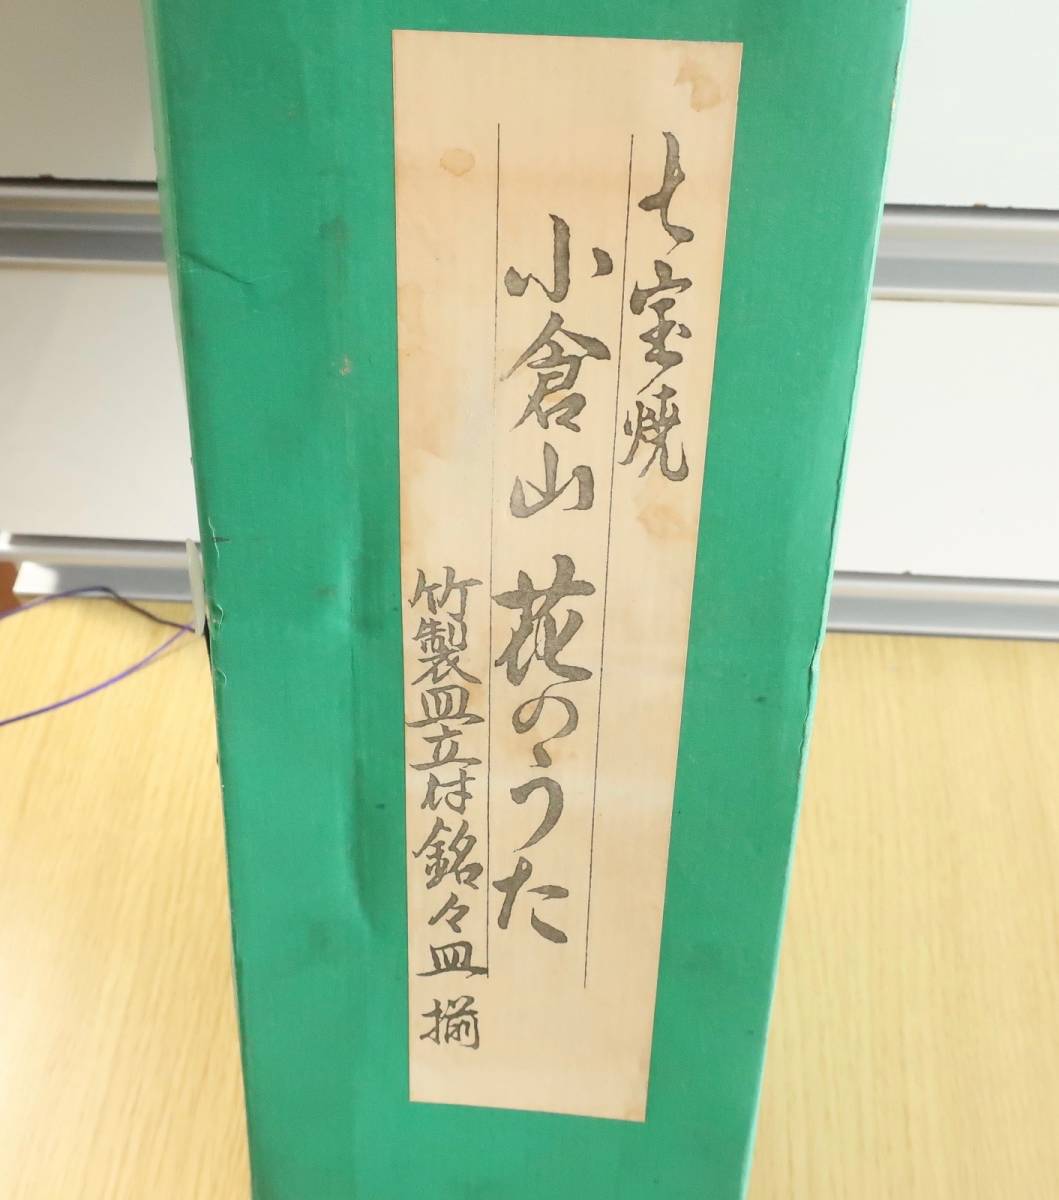 七宝焼
小倉山 花のうた
竹製皿立付銘々皿 揃